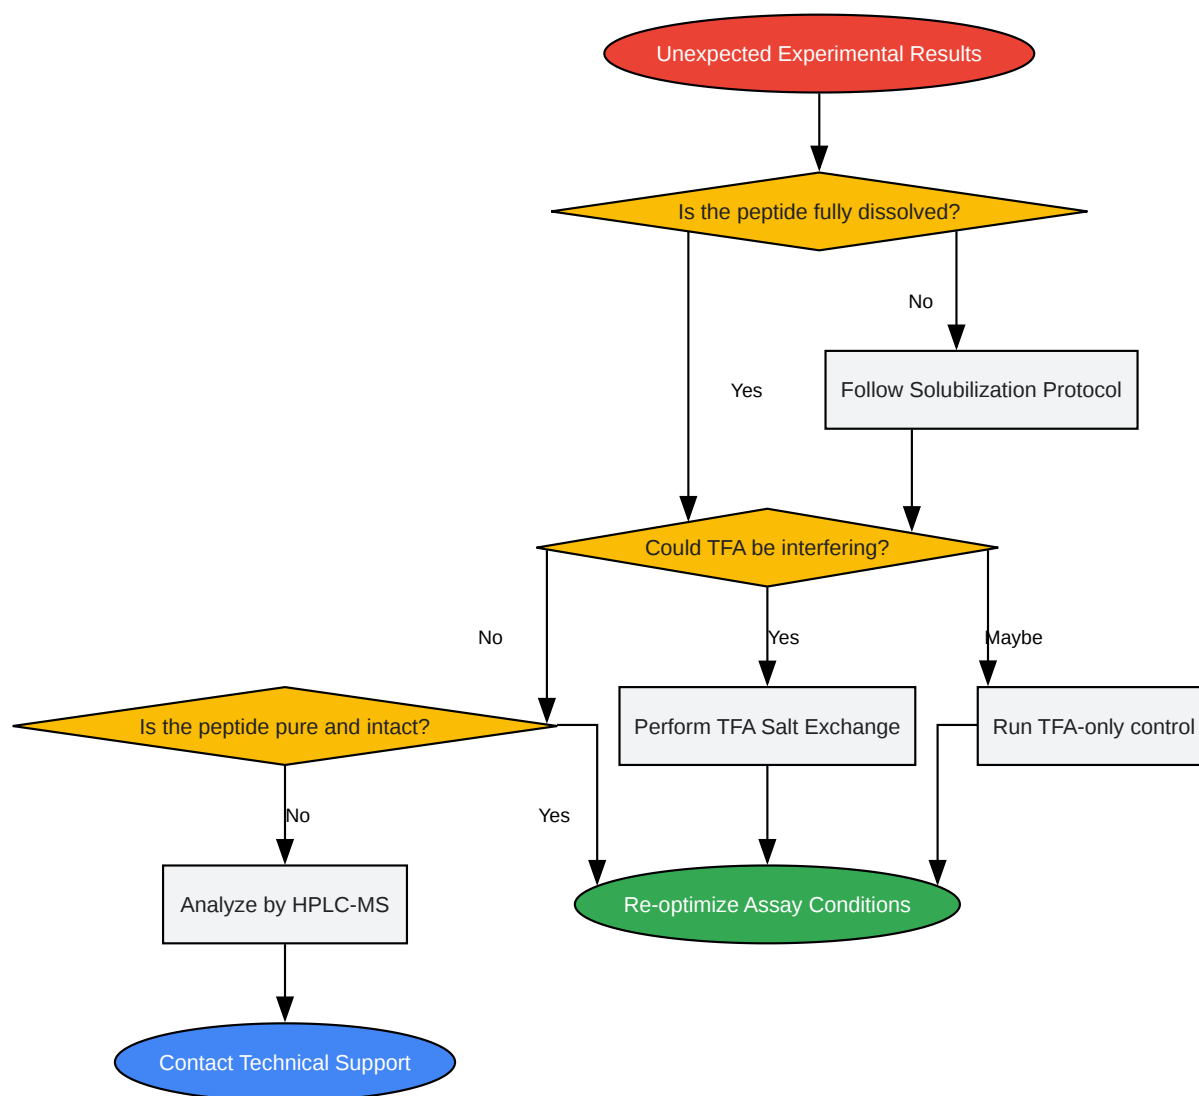 Unexpected Experimental Results
Is the peptide fully dissolved?
No
Yes
Follow Solubilization Protocol
Could TFA be interfering?
No
Yes
Maybe
Is the peptide pure and intact?
Perform TFA Salt Exchange
Run TFA-only control
No
Yes
Analyze by HPLC-MS
Re-optimize Assay Conditions
Contact Technical Support